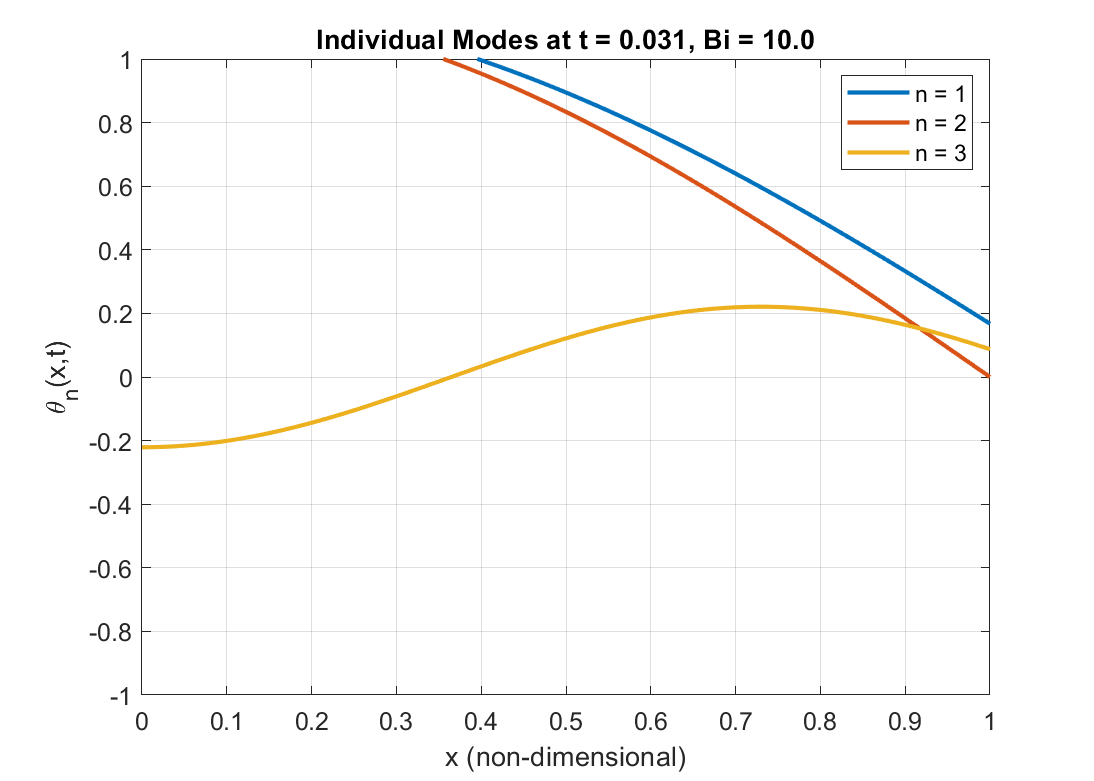 Individual Modes at t = 0.031, Bi = 10.0
n = 1
n = 2
n = 3
1
0.8
0.6
0.4
0.2
0
-0.2
-0.4
-0.6
-0.8
-1
θn(x,t)
0 0.1 0.2 0.3 0.4 0.5 0.6 0.7 0.8 0.9 1
x (non-dimensional)